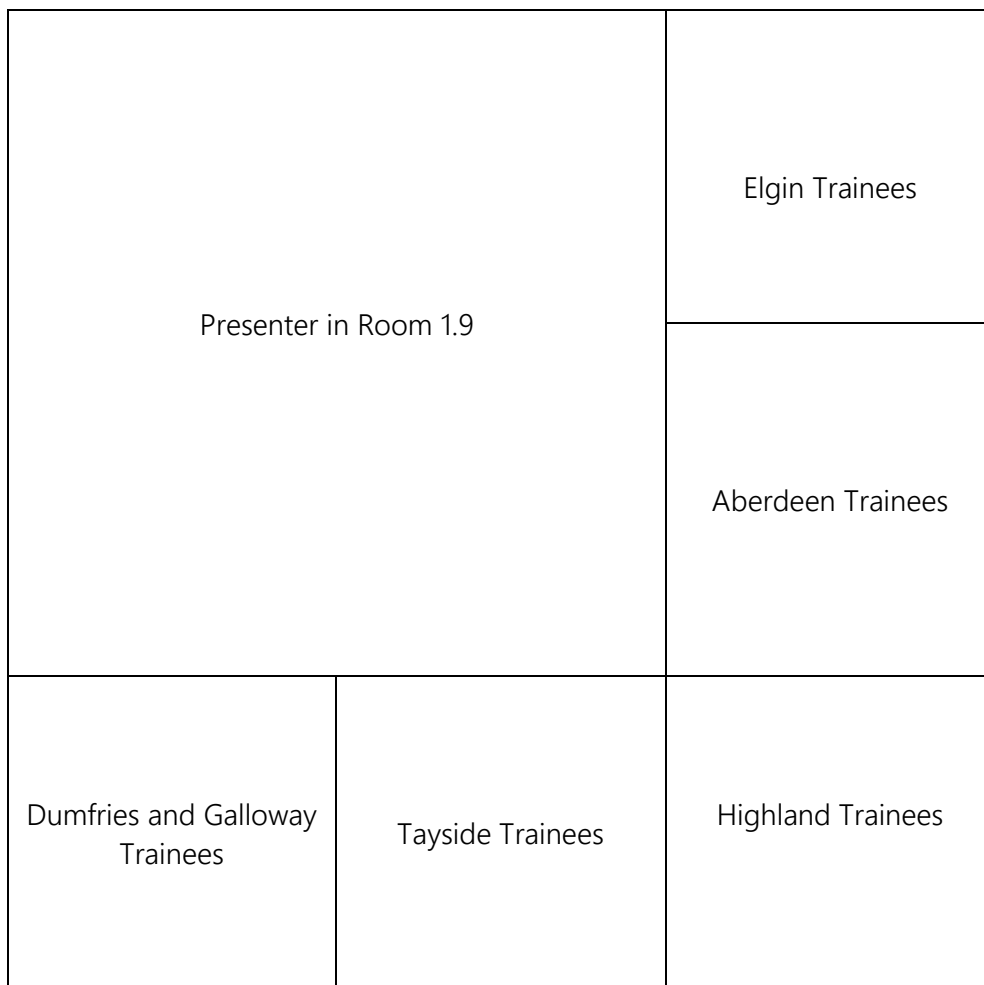 Elgin Trainees
Presenter in Room 1.9
Aberdeen Trainees
Dumfries and Galloway
Trainees
Tayside Trainees
Highland Trainees